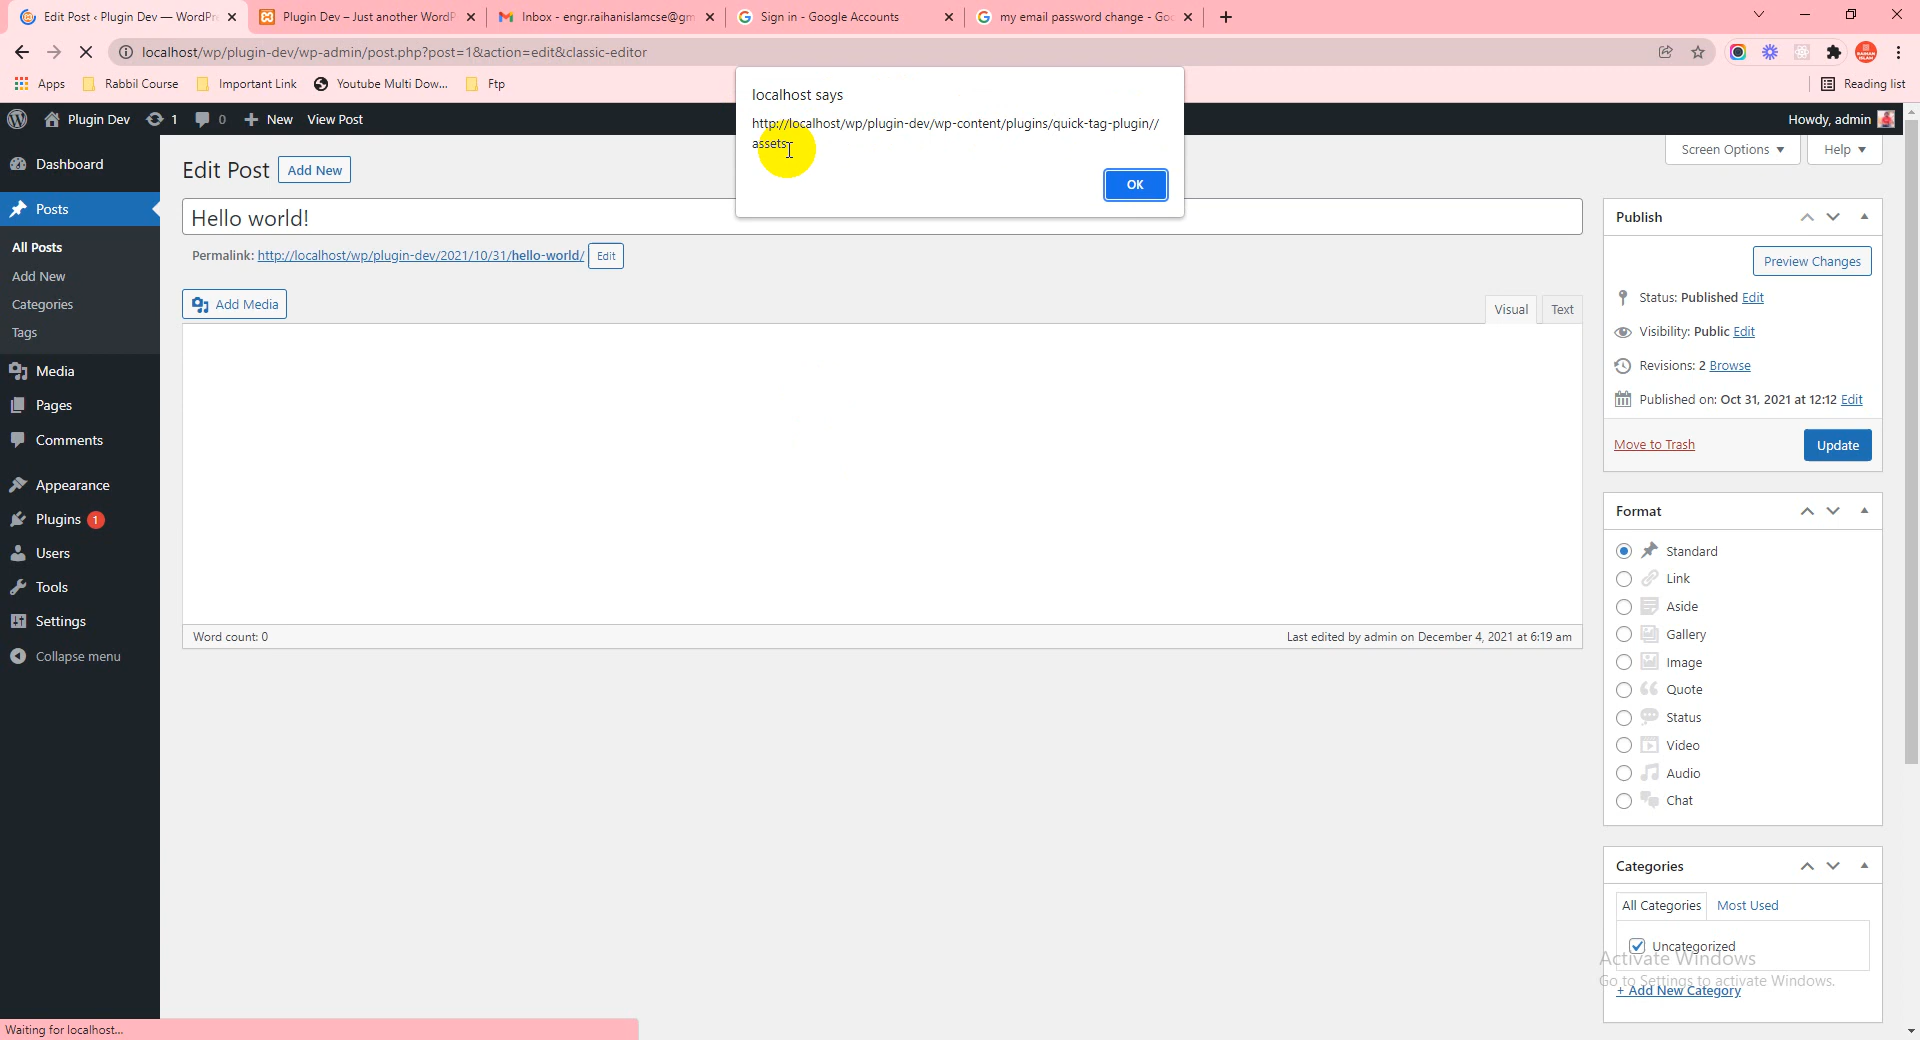 Edit Post ‹ Plugin Dev — WordPr
Plugin Dev – Just another WordP
Inbox - engr.raihanislamcse@gm
Sign in - Google Accounts
my email password change - Goo
localhost/wp/plugin-dev/wp-admin/post.php?post=1&action=edit&classic-editor
Apps
Rabbil Course
Important Link
Youtube Multi Dow...
Ftp
Reading list
localhost says
http://localhost/wp/plugin-dev/wp-content/plugins/quick-tag-plugin//
assets
OK
Plugin Dev
1
0
New
View Post
Howdy, admin
Dashboard
Posts
All Posts
Add New
Categories
Tags
Media
Pages
Comments
Appearance
Plugins 1
Users
Tools
Settings
Collapse menu
Edit Post
Add New
Screen Options
Help
Hello world!
Permalink: http://localhost/wp/plugin-dev/2021/10/31/hello-world/ Edit
Add Media
Visual
Text
Word count: 0
Last edited by admin on December 4, 2021 at 6:19 am
Publish
Preview Changes
Status: Published Edit
Visibility: Public Edit
Revisions: 2 Browse
Published on: Oct 31, 2021 at 12:12 Edit
Move to Trash
Update
Format
Standard
Link
Aside
Gallery
Image
Quote
Status
Video
Audio
Chat
Categories
All Categories
Most Used
Uncategorized
+ Add New Category
Activate Windows
Go to Settings to activate Windows.
Waiting for localhost...